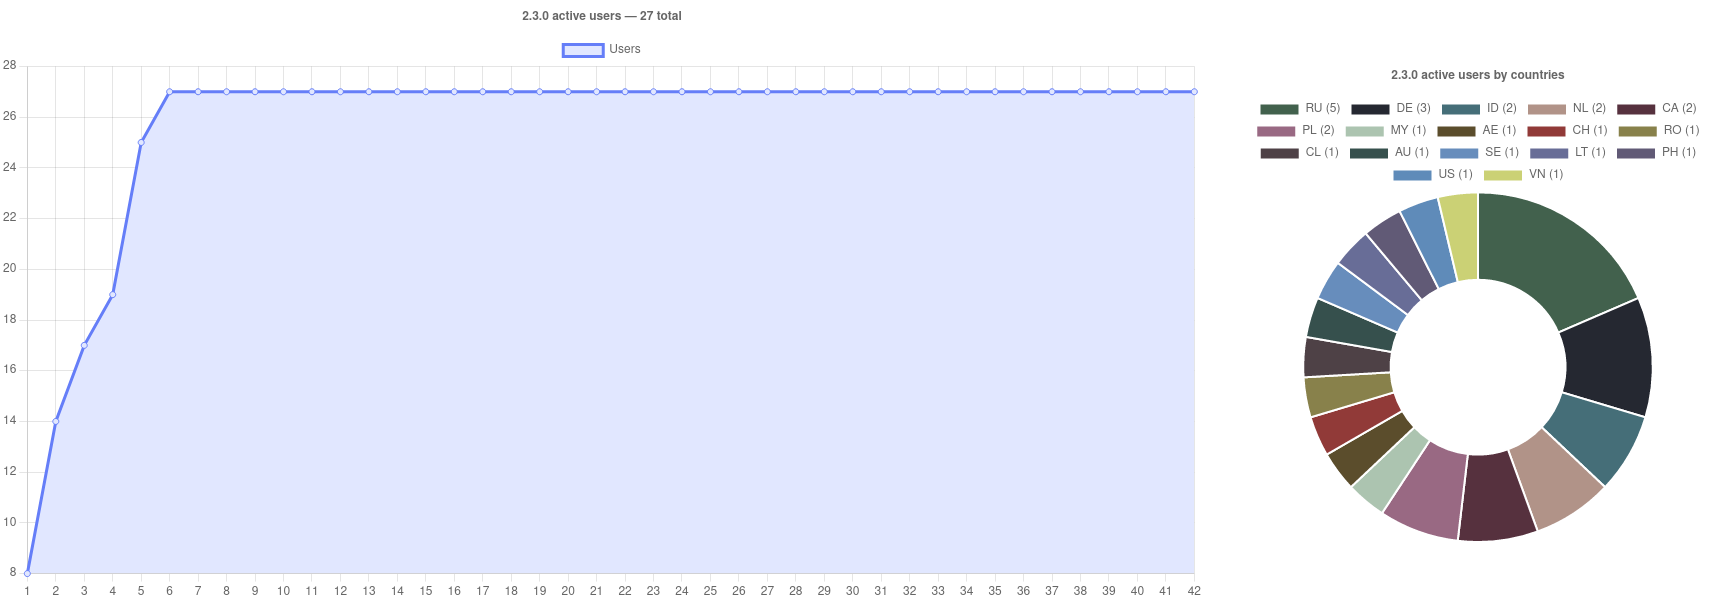 2.3.0 active users — 27 total
Users
28
26
24
22
20
18
16
14
12
10
8
1 2 3 4 5 6 7 8 9 10 11 12 13 14 15 16 17 18 19 20 21 22 23 24 25 26 27 28 29 30 31 32 33 34 35 36 37 38 39 40 41 42
2.3.0 active users by countries
RU (5) DE (3) ID (2) NL (2) CA (2)
PL (2) MY (1) AE (1) CH (1) RO (1)
CL (1) AU (1) SE (1) LT (1) PH (1)
US (1) VN (1)